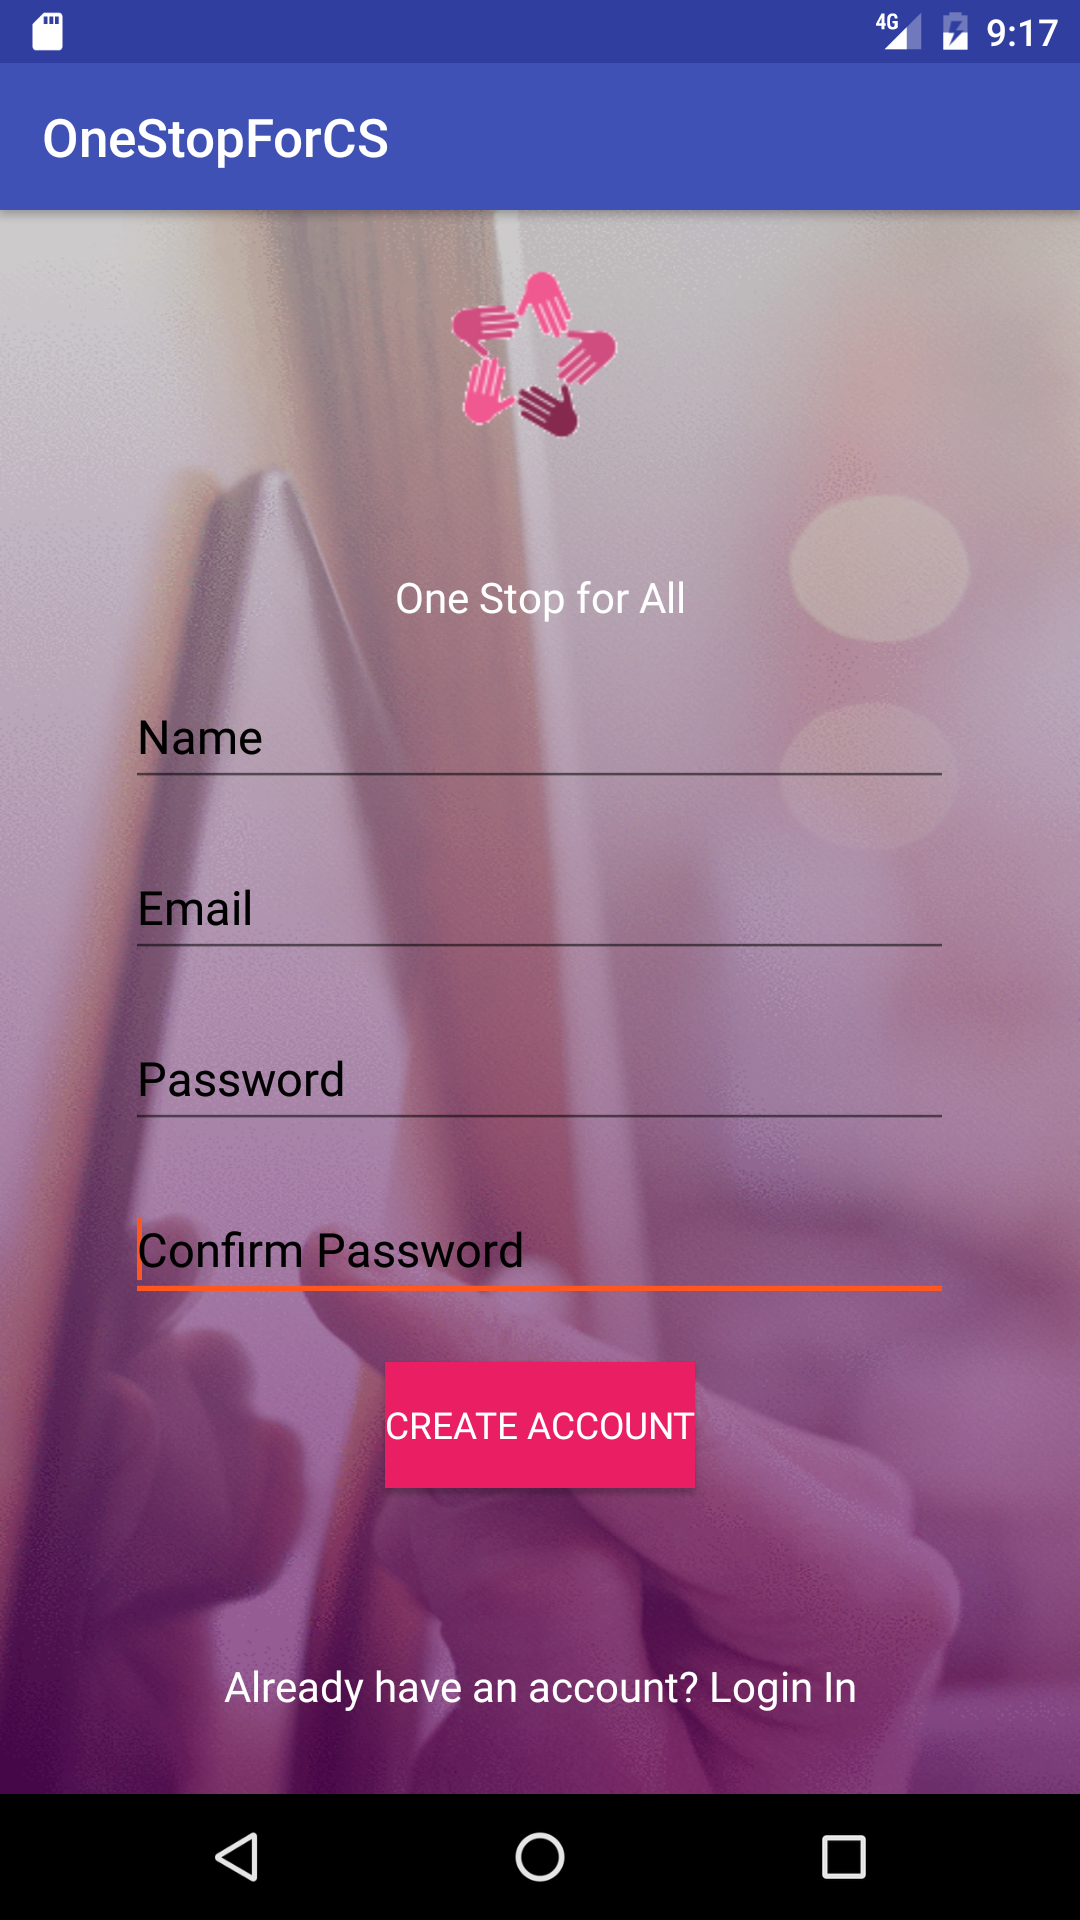 4G 9:17
OneStopForCS
One Stop for All
Name
Email
Password
Confirm Password
CREATE ACCOUNT
Already have an account? Login In